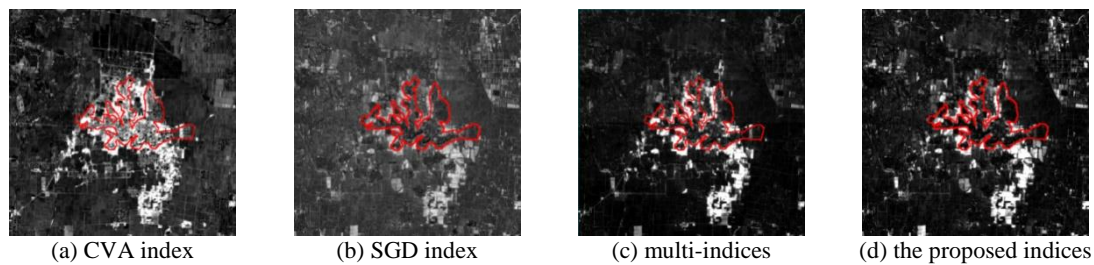 (a) CVA index (b) SGD index (c) multi-indices (d) the proposed indices